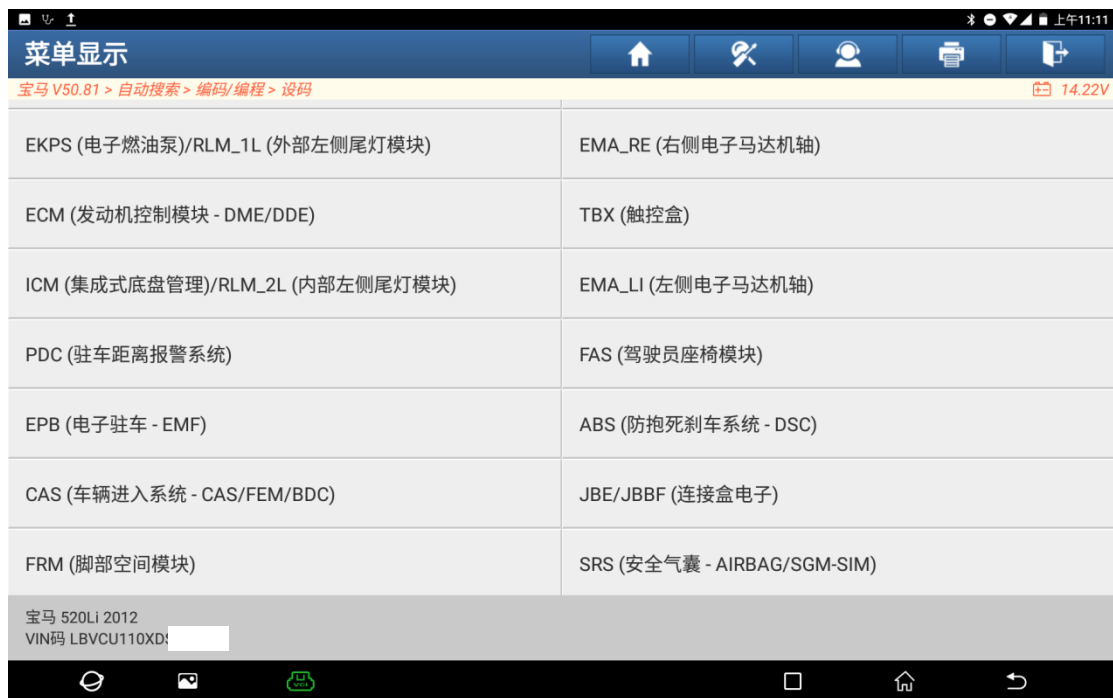 上午11:11
菜单显示
宝马 V50.81 > 自动搜索 > 编码/编程 > 设码
14.22V
EKPS (电子燃油泵)/RLM_1L (外部左侧尾灯模块)
EMA_RE (右侧电子马达机轴)
ECM (发动机控制模块 - DME/DDE)
TBX (触控盒)
ICM (集成式底盘管理)/RLM_2L (内部左侧尾灯模块)
EMA_LI (左侧电子马达机轴)
PDC (驻车距离报警系统)
FAS (驾驶员座椅模块)
EPB (电子驻车 - EMF)
ABS (防抱死刹车系统 - DSC)
CAS (车辆进入系统 - CAS/FEM/BDC)
JBE/JBBF (连接盒电子)
FRM (脚部空间模块)
SRS (安全气囊 - AIRBAG/SGM-SIM)
宝马 520Li 2012
VIN码 LBVCU110XDS
VCI